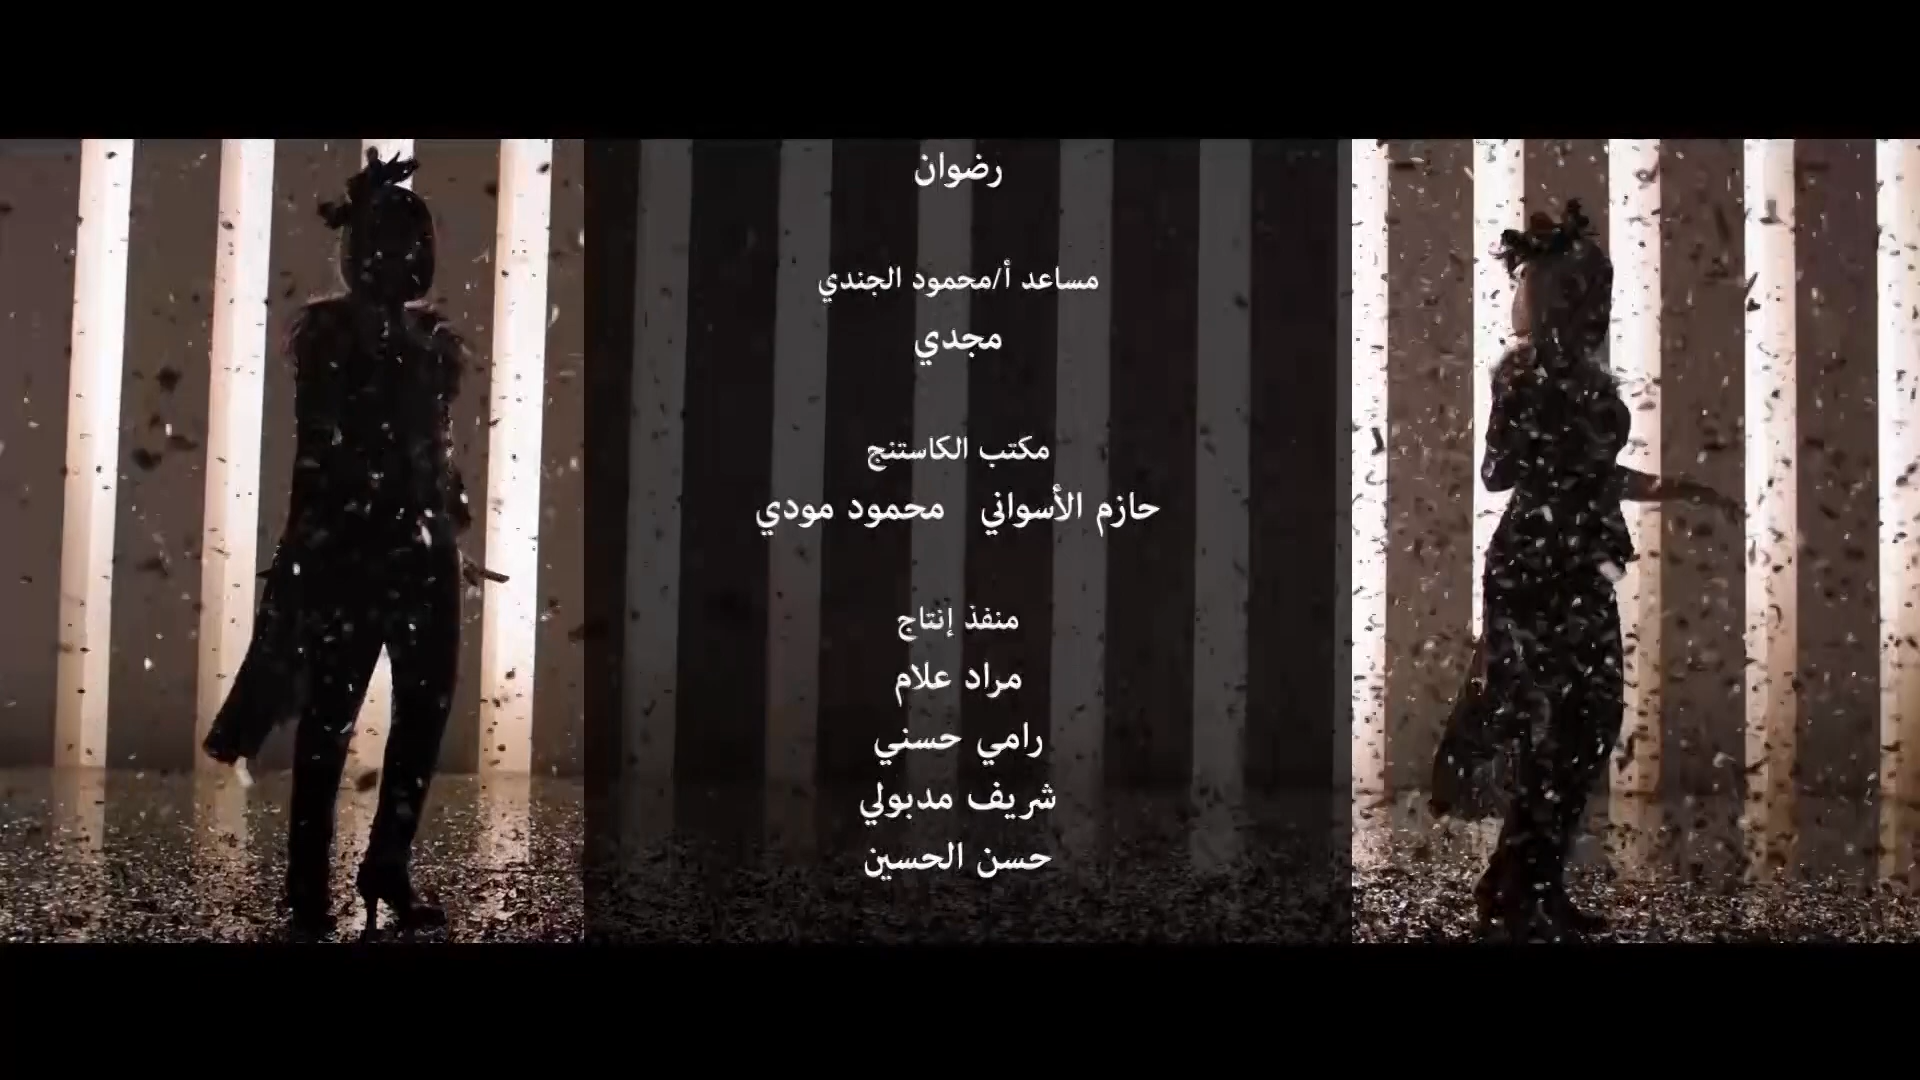 رضوان
مساعد أ/محمود الجندي
مجدي
مكتب الكاستنج
حازم الأسواني محمود مودي
منفذ إنتاج
مراد علام
رامي حسني
شريف مدبولي
حسن الحسين